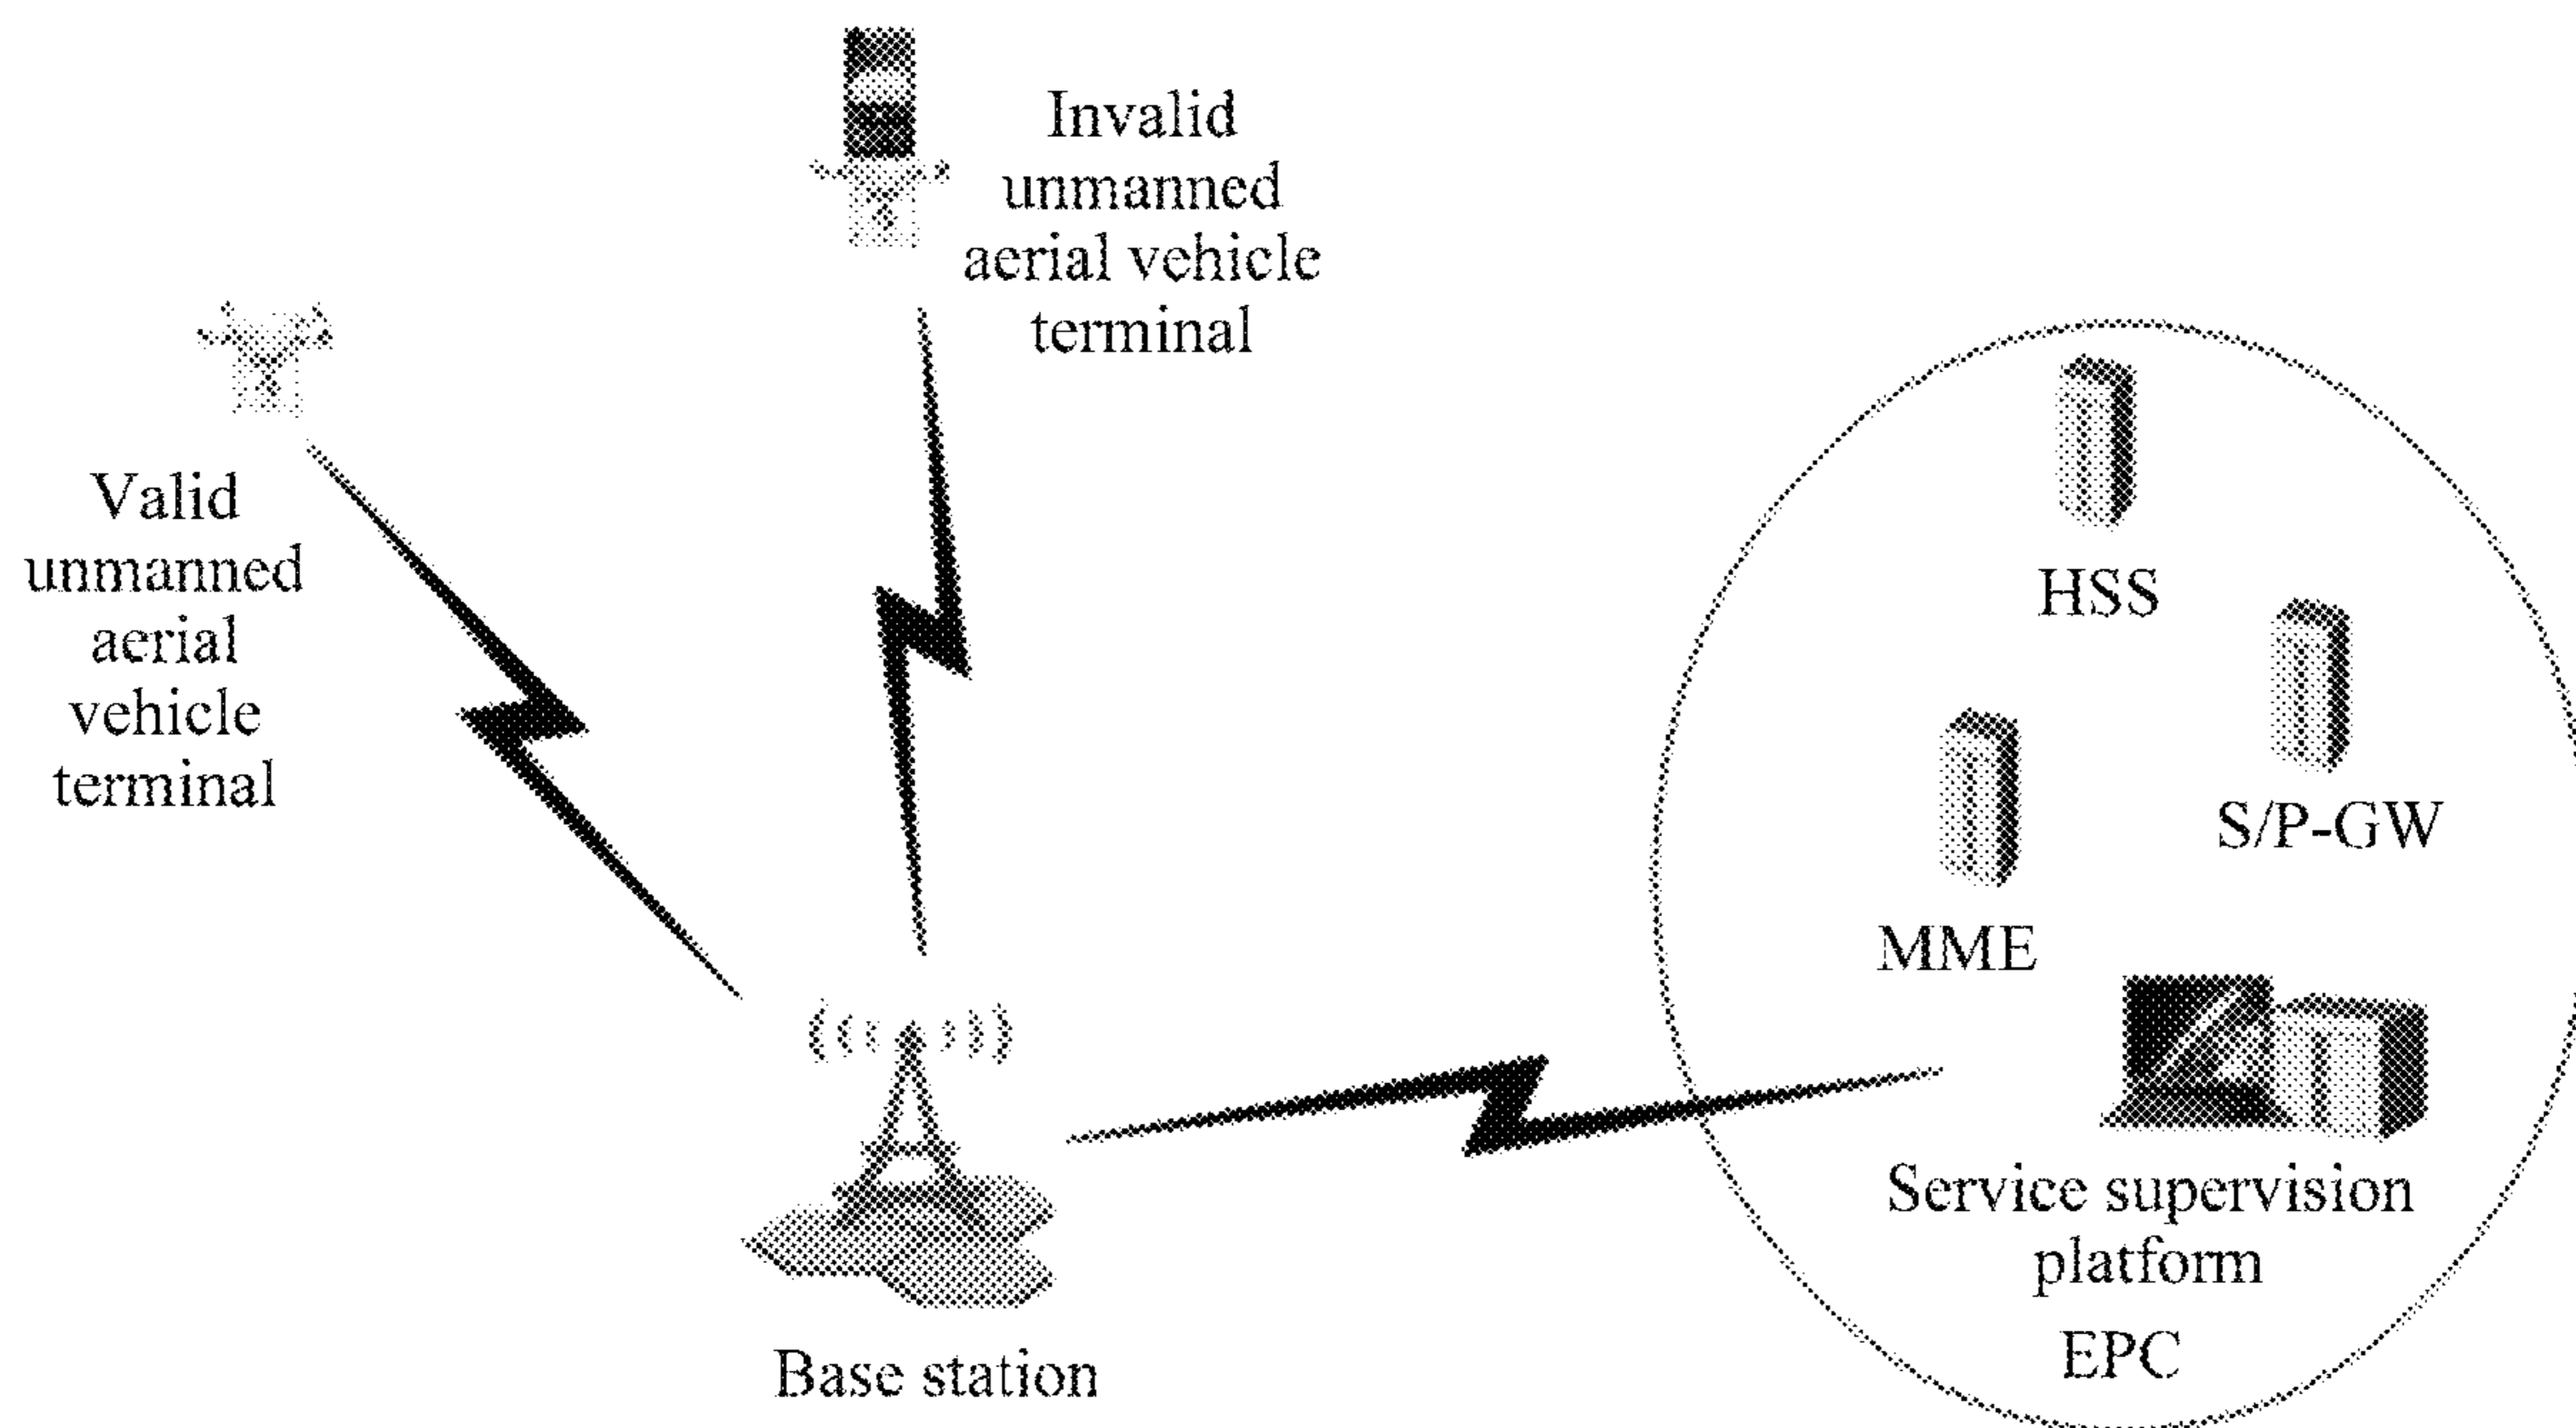 Invalid
unmanned
aerial vehicle
terminal
Valid
unmanned
aerial
vehicle
terminal
HSS
S/P-GW
MME
Service supervision
platform
EPC
Base station